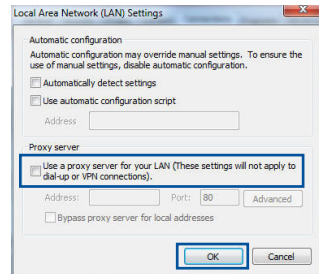 Local Area Network (LAN) Settings
Automatic configuration
Automatic configuration may override manual settings. To ensure the
use of manual settings, disable automatic configuration.
Automatically detect settings
Use automatic configuration script
Address
Proxy server
Use a proxy server for your LAN (These settings will not apply to
dial-up or VPN connections).
Address: Port: 80 Advanced
Bypass proxy server for local addresses
OK Cancel